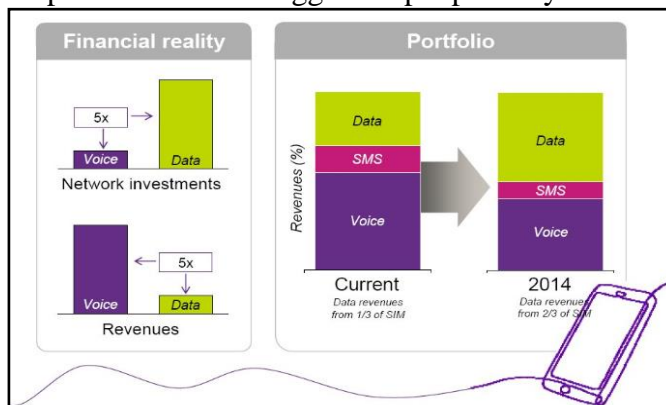 Financial reality
5x
Voice
Data
Network investments
5x
Voice
Data
Revenues
Portfolio
Revenues (%)
Data
SMS
Voice
Current
Data revenues
from 1/3 of SIM
Data
SMS
Voice
2014
Data revenues
from 2/3 of SIM